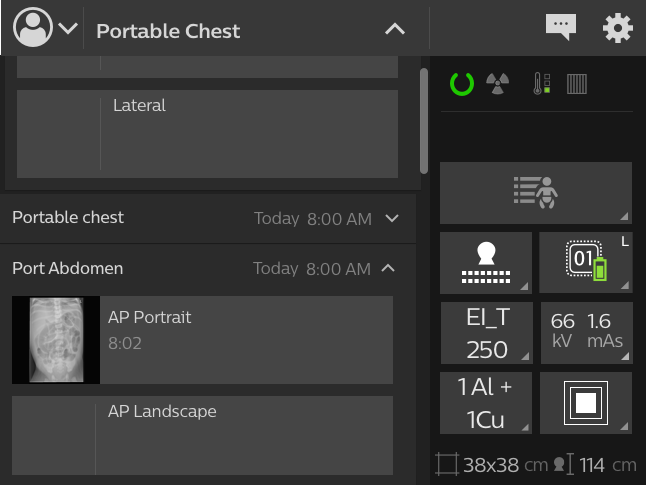 Portable Chest
Lateral
Portable chest Today 8:00 AM
Port Abdomen Today 8:00 AM
AP Portrait
8:02
AP Landscape
01 L
EI_T
250
66 1.6
kV mAs
1 Al +
1Cu
38x38 cm 114 cm